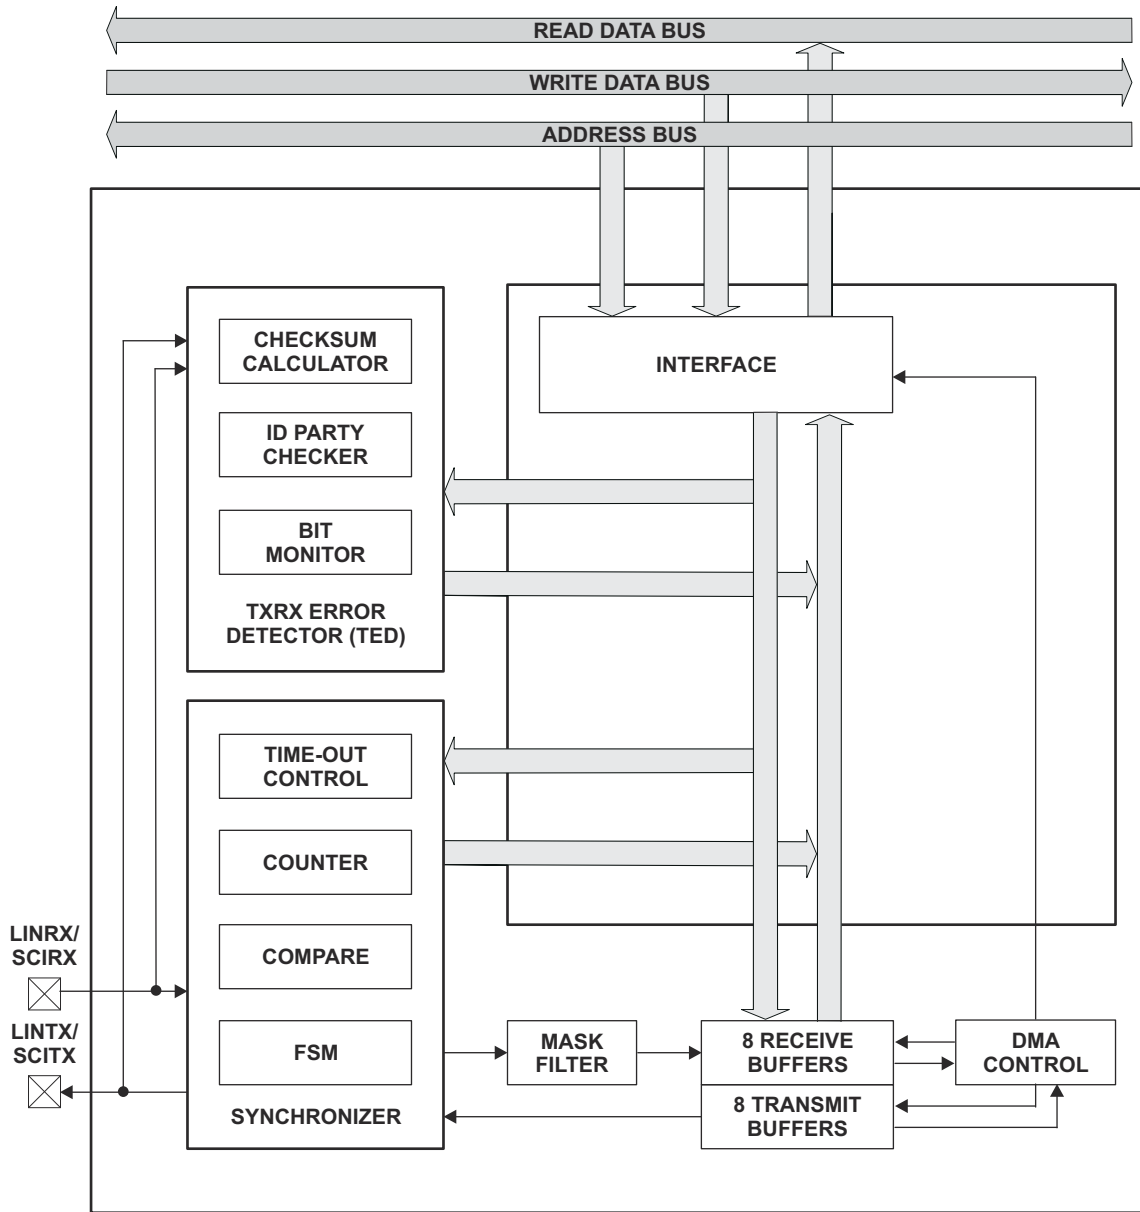 READ DATA BUS
WRITE DATA BUS
ADDRESS BUS
CHECKSUM
CALCULATOR
INTERFACE
ID PARTY
CHECKER
BIT
MONITOR
TXRX ERROR
DETECTOR (TED)
TIME-OUT
CONTROL
COUNTER
COMPARE
LINRX/
SCIRX
LINTX/
SCITX
FSM
SYNCHRONIZER
MASK
FILTER
8 RECEIVE
BUFFERS
8 TRANSMIT
BUFFERS
DMA
CONTROL